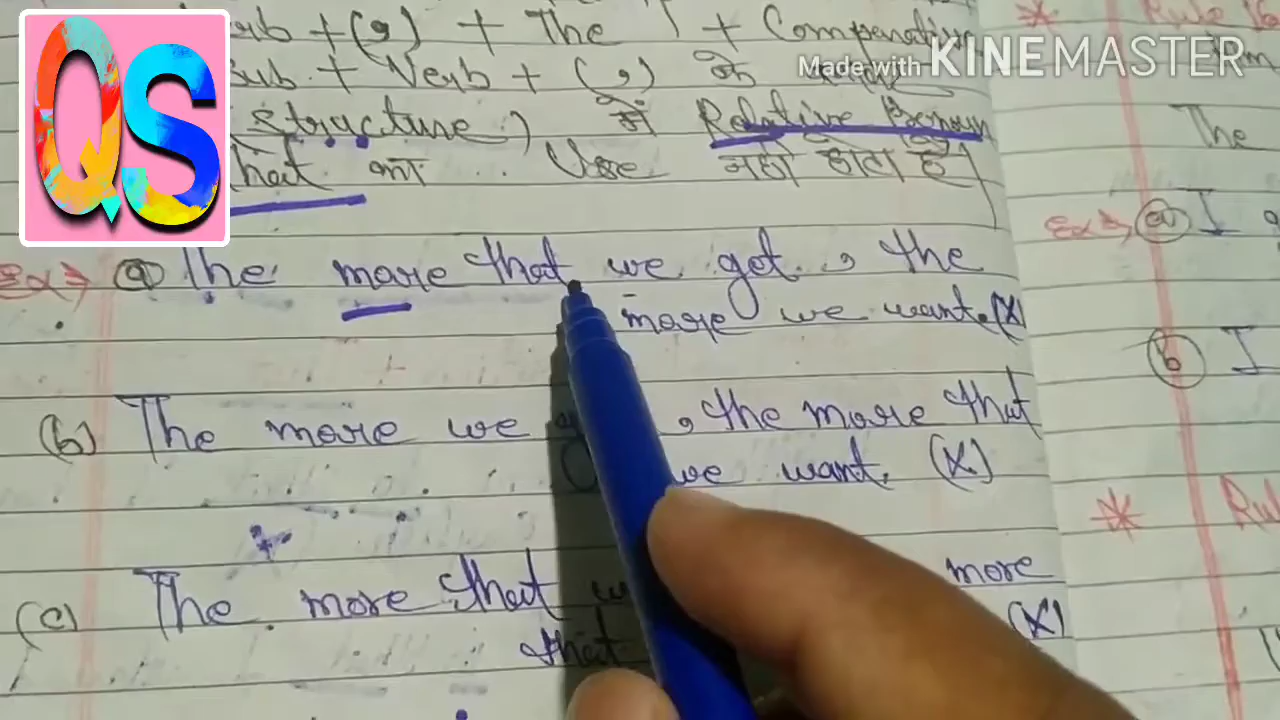 QS
Made with KINEMASTER
+ (,) + The + Comparative
Sub + Verb + (,) के
structure) में Relative Pronoun
that का Use नहीं होता है।
Ex⇒ (a) The more that we get, the
more we want. (X)
(b) The more we , the more that
we want. (X)
(c) The more that more
that (X)
* Rule 16
The
Ex⇒ (a) I
(b) I
*